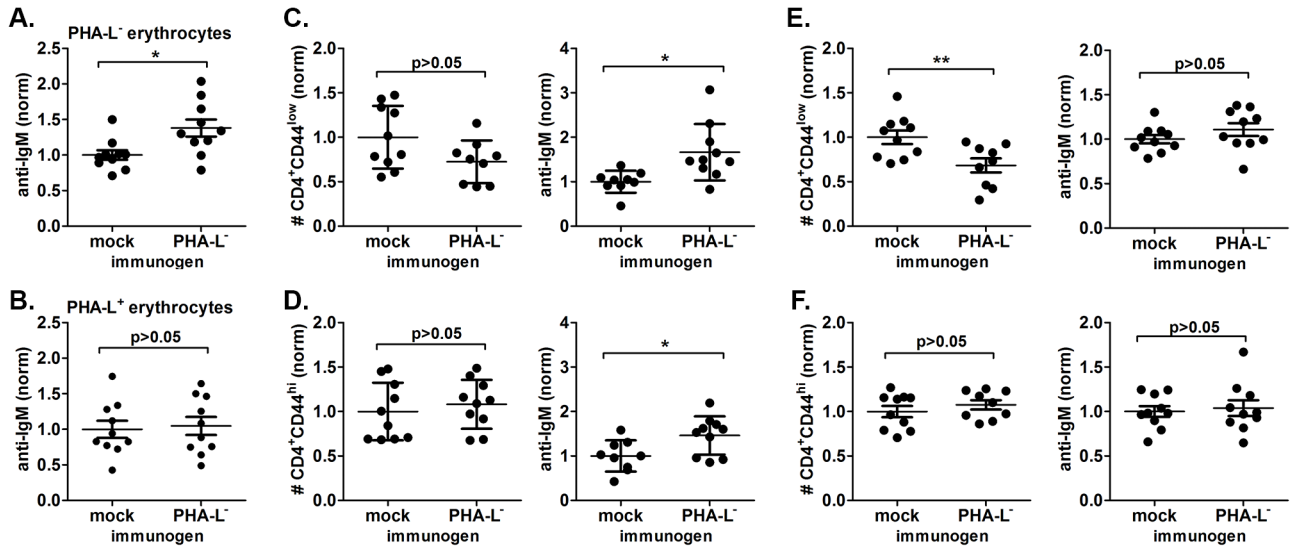 A.
PHA-L⁻ erythrocytes
anti-IgM (norm)
2.5
2.0
1.5
1.0
0.5
0.0
*
mock PHA-L⁻
immunogen
C.
# CD4⁺CD44ˡᵒʷ (norm)
2.0
1.5
1.0
0.5
0.0
p>0.05
mock PHA-L⁻
immunogen
anti-IgM (norm)
4
3
2
1
0
*
mock PHA-L⁻
immunogen
E.
# CD4⁺CD44ˡᵒʷ (norm)
2.0
1.5
1.0
0.5
0.0
**
mock PHA-L⁻
immunogen
anti-IgM (norm)
2.0
1.5
1.0
0.5
0.0
p>0.05
mock PHA-L⁻
immunogen
B.
PHA-L⁺ erythrocytes
anti-IgM (norm)
2.5
2.0
1.5
1.0
0.5
0.0
p>0.05
mock PHA-L⁻
immunogen
D.
# CD4⁺CD44ʰⁱ (norm)
2.0
1.5
1.0
0.5
0.0
p>0.05
mock PHA-L⁻
immunogen
anti-IgM (norm)
4
3
2
1
0
*
mock PHA-L⁻
immunogen
F.
# CD4⁺CD44ʰⁱ (norm)
2.0
1.5
1.0
0.5
0.0
p>0.05
mock PHA-L⁻
immunogen
anti-IgM (norm)
2.0
1.5
1.0
0.5
0.0
p>0.05
mock PHA-L⁻
immunogen